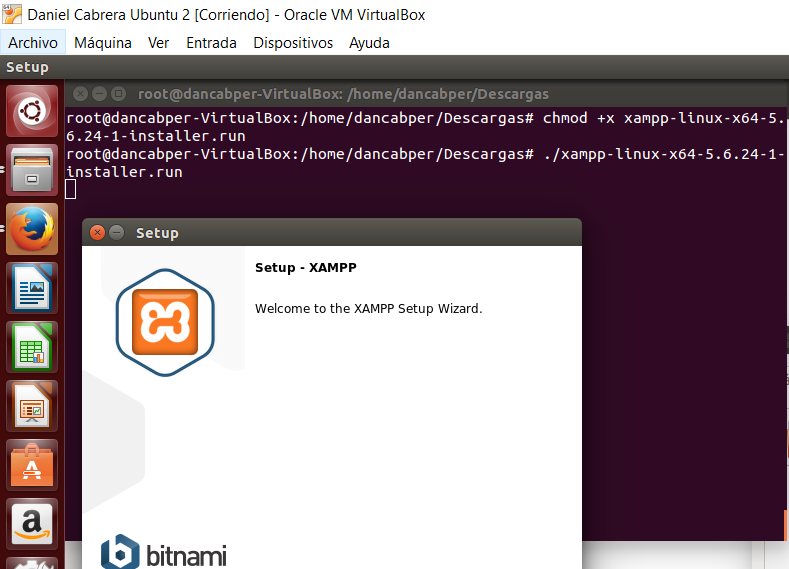 Daniel Cabrera Ubuntu 2 [Corriendo] - Oracle VM VirtualBox
Archivo Máquina Ver Entrada Dispositivos Ayuda
Setup
root@dancabper-VirtualBox: /home/dancabper/Descargas
root@dancabper-VirtualBox:/home/dancabper/Descargas# chmod +x xampp-linux-x64-5.
6.24-1-installer.run
root@dancabper-VirtualBox:/home/dancabper/Descargas# ./xampp-linux-x64-5.6.24-1-
installer.run
Setup
Setup - XAMPP
Welcome to the XAMPP Setup Wizard.
bitnami